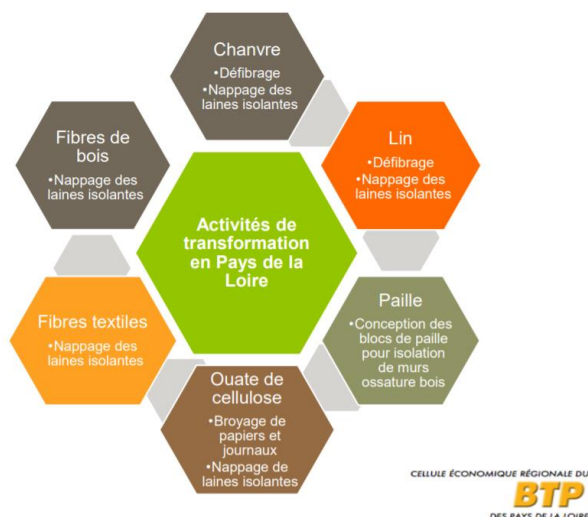 Chanvre
•Défibrage
•Nappage des
laines isolantes
Lin
•Défibrage
•Nappage des
laines isolantes
Paille
•Conception des
blocs de paille
pour isolation
de murs
ossature bois
Ouate de
cellulose
•Broyage de
papiers et
journaux
•Nappage de
laines isolantes
Fibres textiles
•Nappage des
laines isolantes
Fibres de
bois
•Nappage des
laines isolantes
Activités de
transformation
en Pays de la
Loire
CELLULE ÉCONOMIQUE RÉGIONALE DU
BTP
DES PAYS DE LA LOIRE